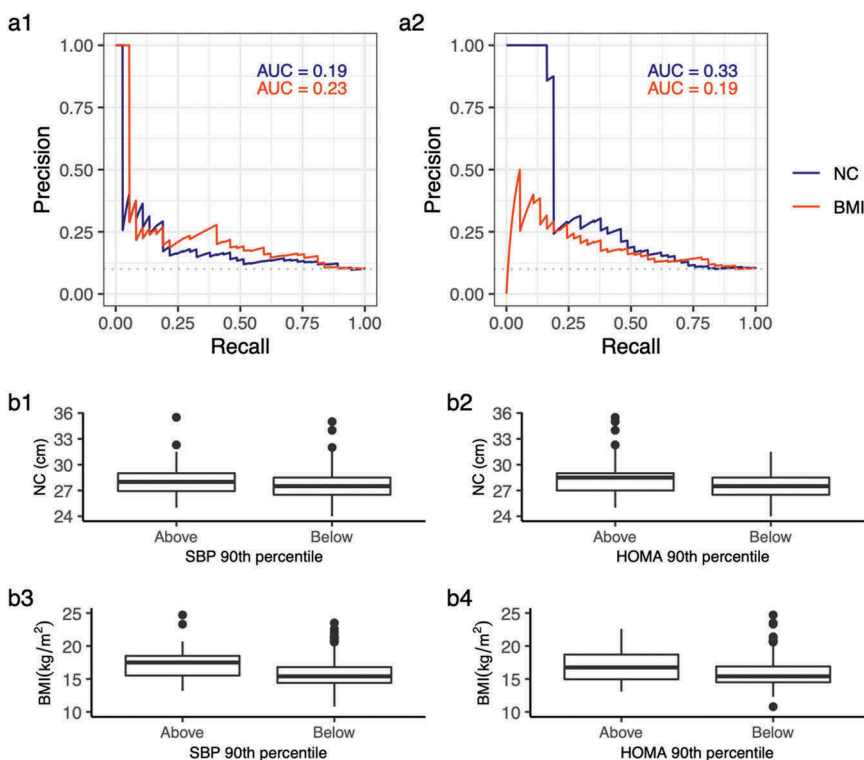 a1
a2
1.00
0.75
0.50
0.25
0.00
Precision
AUC = 0.19
AUC = 0.23
0.00 0.25 0.50 0.75 1.00
Recall
1.00
0.75
0.50
0.25
0.00
Precision
AUC = 0.33
AUC = 0.19
0.00 0.25 0.50 0.75 1.00
Recall
NC
BMI
b1
36
33
30
27
24
NC (cm)
Above Below
SBP 90th percentile
b2
36
33
30
27
24
NC (cm)
Above Below
HOMA 90th percentile
b3
25
20
15
10
BMI(kg/m²)
Above Below
SBP 90th percentile
b4
25
20
15
10
BMI(kg/m²)
Above Below
HOMA 90th percentile